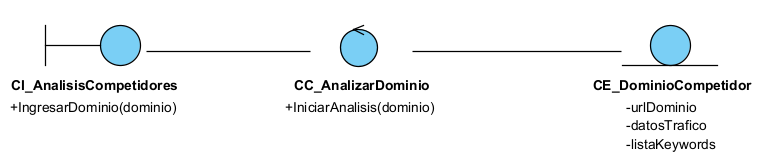 CI_AnalisisCompetidores
+IngresarDominio(dominio)
CC_AnalizarDominio
+IniciarAnalisis(dominio)
CE_DominioCompetidor
-urlDominio
-datosTrafico
-listaKeywords